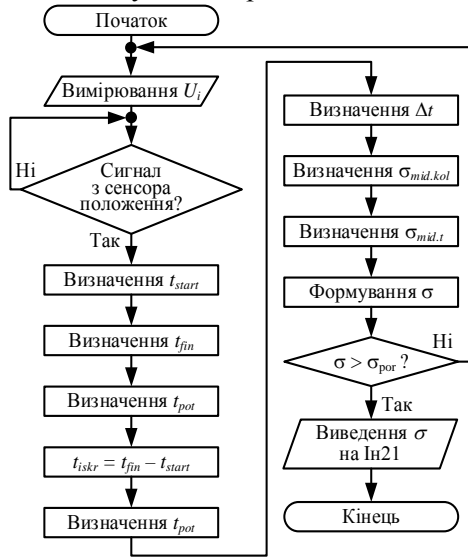 Початок
Вимірювання U_i
Ні
Сигнал
з сенсора
положення?
Так
Визначення t_start
Визначення t_fin
Визначення t_pot
t_iskr = t_fin – t_start
Визначення t_pot
Визначення Δt
Визначення σ_mid.kol
Визначення σ_mid.t
Формування σ
Ні
σ > σ_por ?
Так
Виведення σ
на Ін21
Кінець